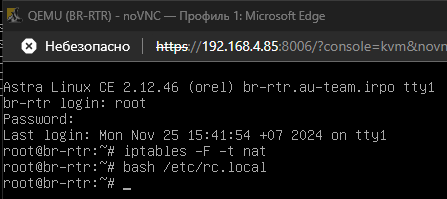 QEMU (BR-RTR) - noVNC — Профиль 1: Microsoft Edge
Небезопасно https://192.168.4.85:8006/?console=kvm&nov
Astra Linux CE 2.12.46 (orel) br-rtr.au-team.irpo tty1
br-rtr login: root
Password:
Last login: Mon Nov 25 15:41:54 +07 2024 on tty1
root@br-rtr:~# iptables -F -t nat
root@br-rtr:~# bash /etc/rc.local
root@br-rtr:~# _